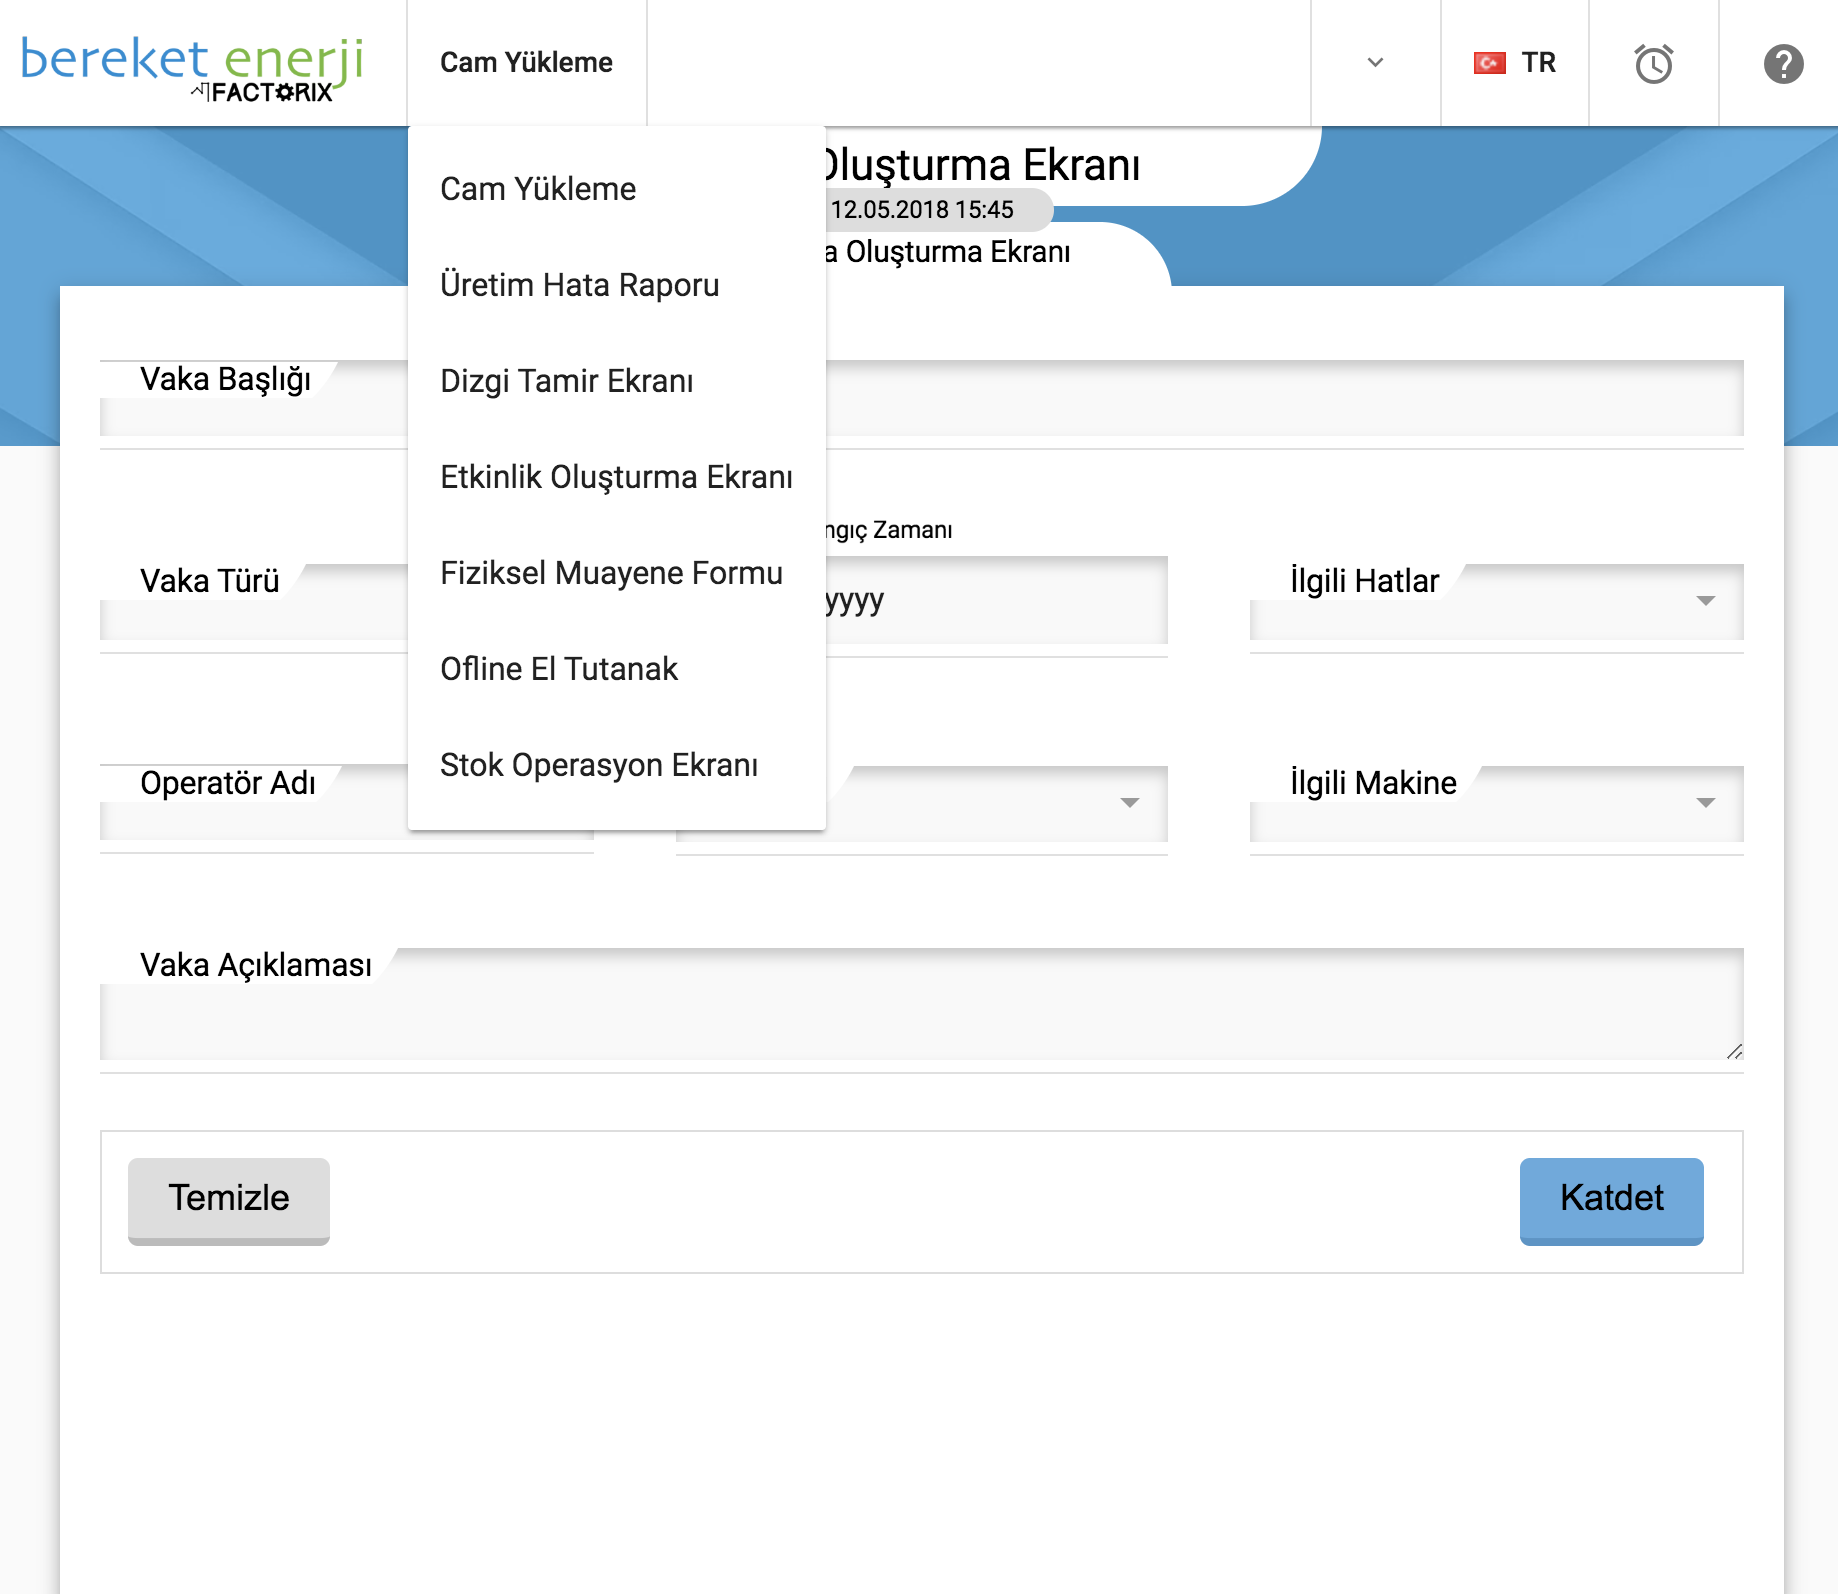 bereket enerji
FACTORIX
Cam Yükleme
TR
Cam Yükleme
Üretim Hata Raporu
Dizgi Tamir Ekranı
Etkinlik Oluşturma Ekranı
Fiziksel Muayene Formu
Ofline El Tutanak
Stok Operasyon Ekranı
Oluşturma Ekranı
12.05.2018 15:45
a Oluşturma Ekranı
Vaka Başlığı
Vaka Türü
ngıç Zamanı
yyyy
İlgili Hatlar
Operatör Adı
İlgili Makine
Vaka Açıklaması
Temizle
Katdet